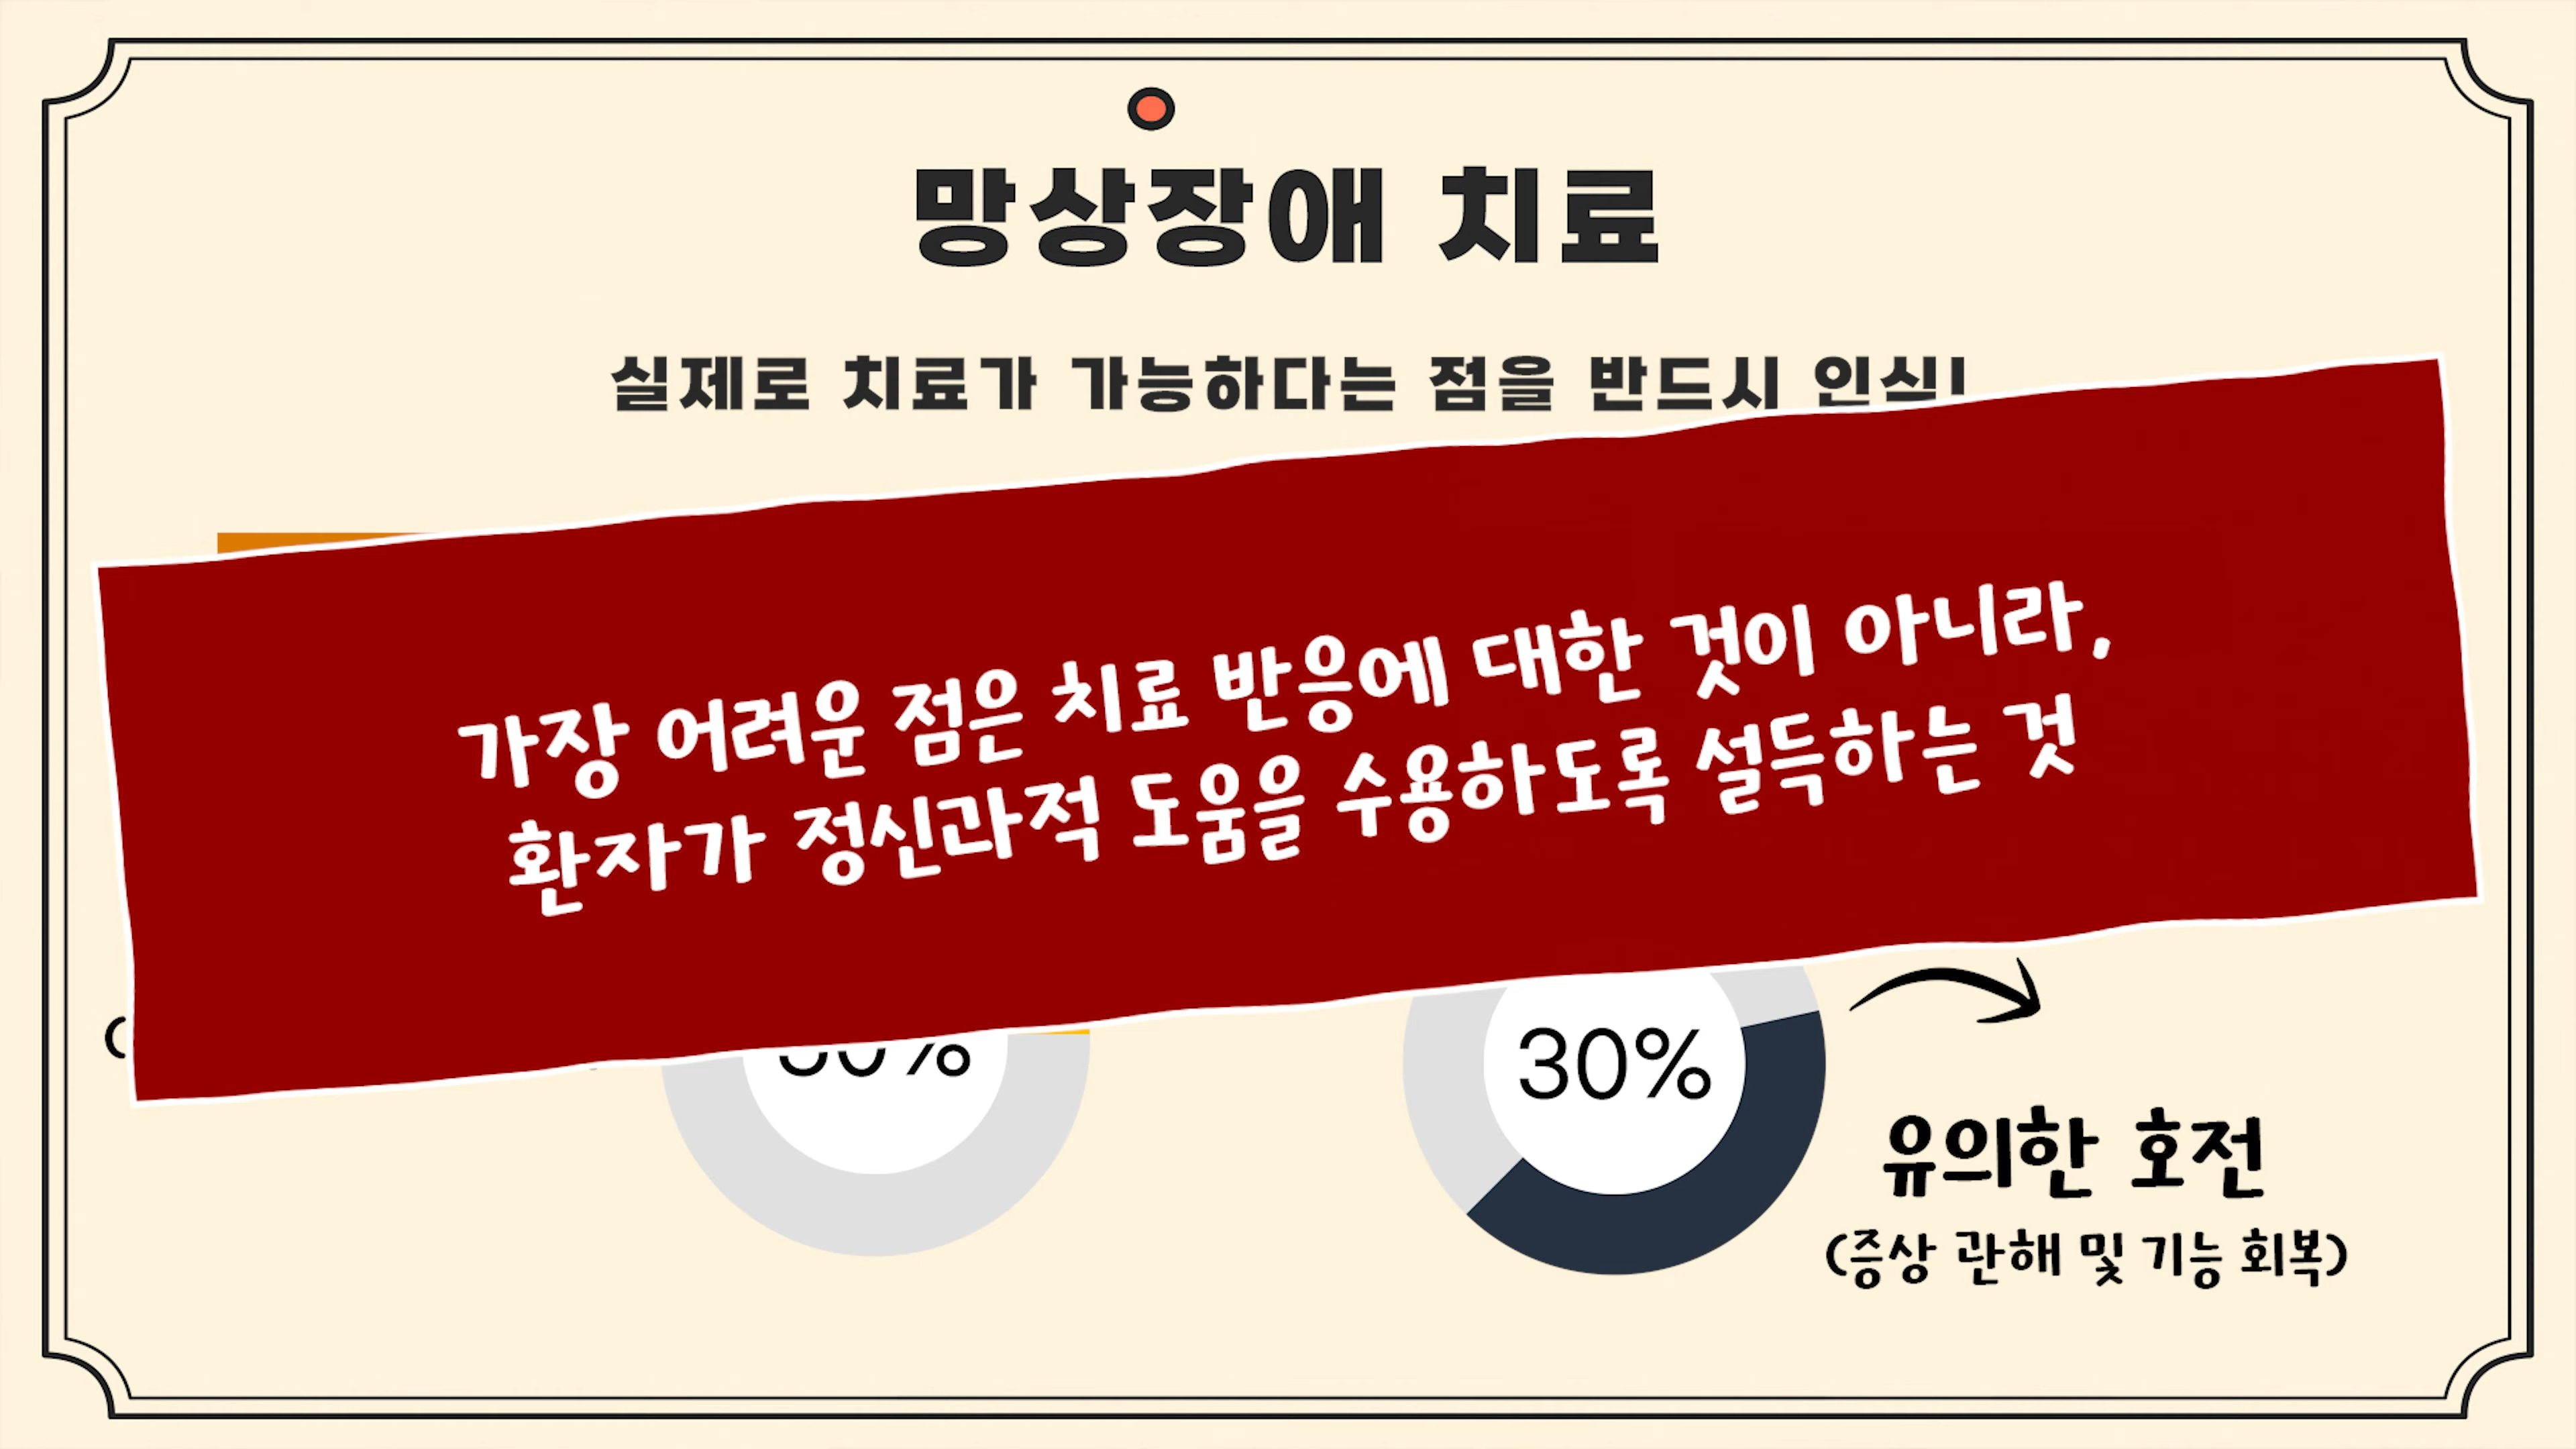 망상장애 치료
실제로 치료가 가능하다는 점을 반드시 인식!
가장 어려운 점은 치료 반응에 대한 것이 아니라,
환자가 정신과적 도움을 수용하도록 설득하는 것
30%
유의한 호전
(증상 관해 및 기능 회복)